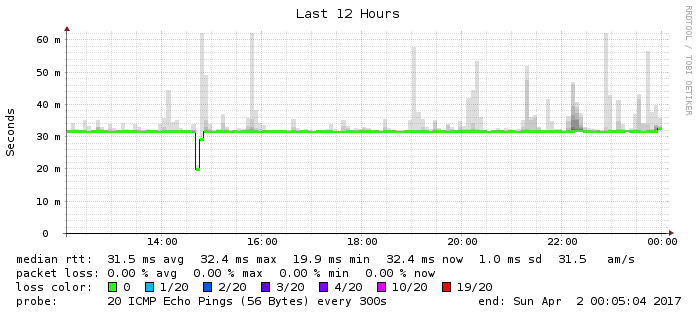 Last 12 Hours
RRDTOOL / TOBI OETIKER
Seconds
60 m
50 m
40 m
30 m
20 m
10 m
0
14:00 16:00 18:00 20:00 22:00 00:00
median rtt: 31.5 ms avg 32.4 ms max 19.9 ms min 32.4 ms now 1.0 ms sd 31.5 am/s
packet loss: 0.00 % avg 0.00 % max 0.00 % min 0.00 % now
loss color: 0 1/20 2/20 3/20 4/20 10/20 19/20
probe: 20 ICMP Echo Pings (56 Bytes) every 300s end: Sun Apr 2 00:05:04 2017